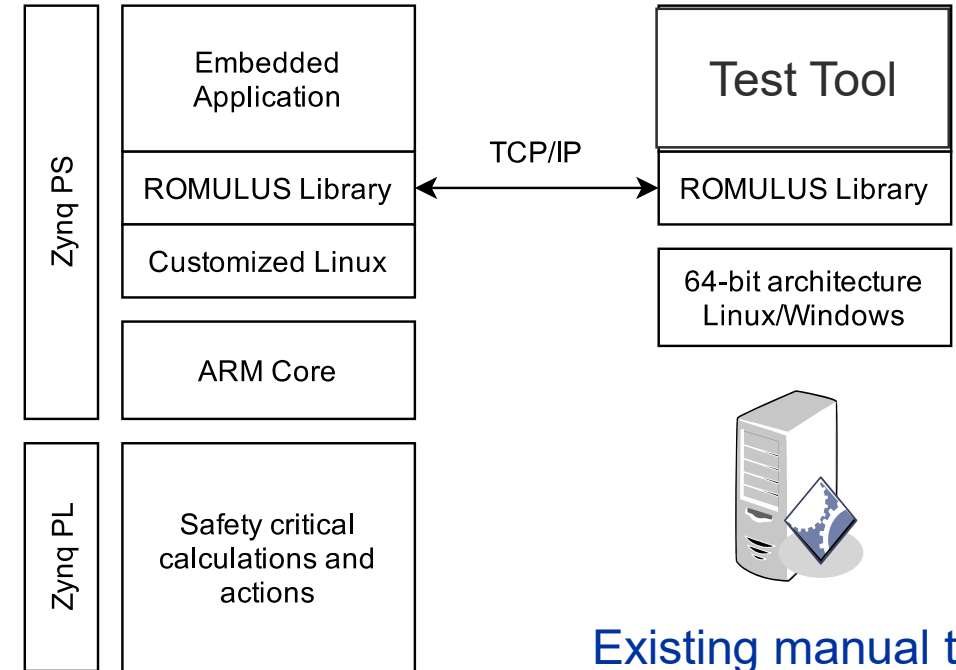 Zynq PS
Embedded
Application
ROMULUS Library
Customized Linux
ARM Core
TCP/IP
Test Tool
ROMULUS Library
64-bit architecture
Linux/Windows
Zynq PL
Safety critical
calculations and
actions
Existing manual t